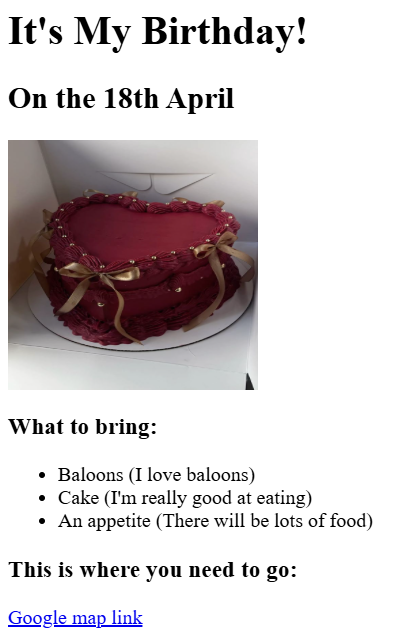 It's My Birthday!
On the 18th April
What to bring:
Baloons (I love baloons)
Cake (I'm really good at eating)
An appetite (There will be lots of food)
This is where you need to go:
Google map link